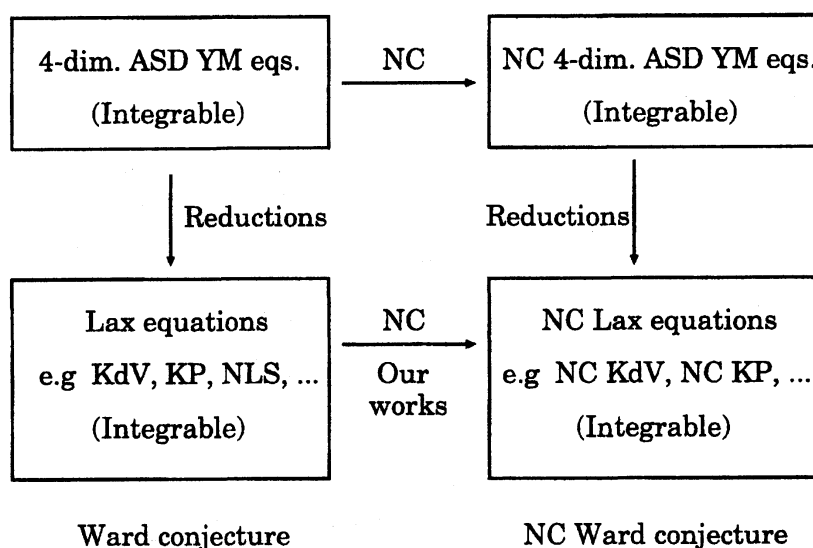 4-dim. ASD YM eqs.
(Integrable)
NC
NC 4-dim. ASD YM eqs.
(Integrable)
Reductions
Reductions
Lax equations
e.g KdV, KP, NLS, ...
(Integrable)
NC
Our
works
NC Lax equations
e.g NC KdV, NC KP, ...
(Integrable)
Ward conjecture
NC Ward conjecture